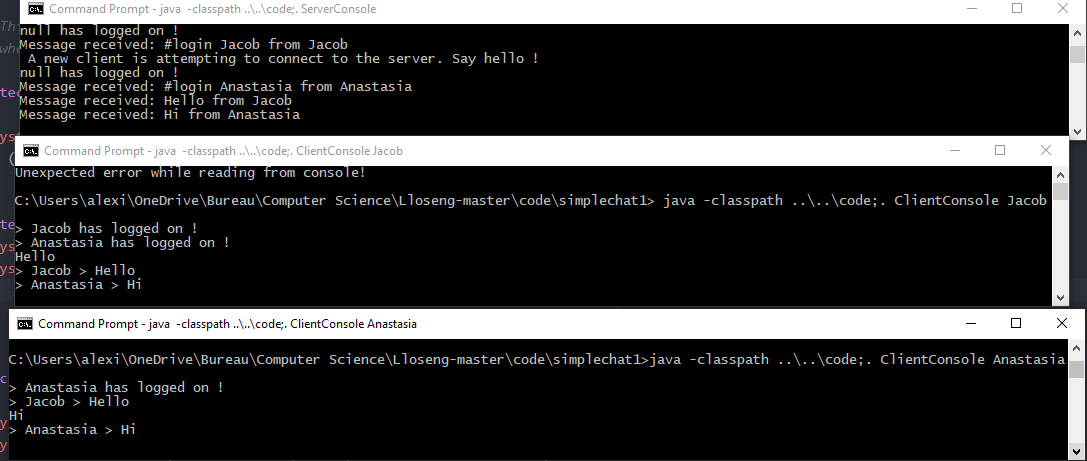 Command Prompt - java  -classpath ..\..\code;. ServerConsole
null has logged on !
Message received: #login Jacob from Jacob
 A new client is attempting to connect to the server. Say hello !
null has logged on !
Message received: #login Anastasia from Anastasia
Message received: Hello from Jacob
Message received: Hi from Anastasia
Command Prompt - java  -classpath ..\..\code;. ClientConsole Jacob
Unexpected error while reading from console!
C:\Users\alexi\OneDrive\Bureau\Computer Science\Lloseng-master\code\simplechat1> java -classpath ..\..\code;. ClientConsole Jacob
> Jacob has logged on !
> Anastasia has logged on !
Hello
> Jacob > Hello
> Anastasia > Hi
Command Prompt - java  -classpath ..\..\code;. ClientConsole Anastasia
C:\Users\alexi\OneDrive\Bureau\Computer Science\Lloseng-master\code\simplechat1>java -classpath ..\..\code;. ClientConsole Anastasia
> Anastasia has logged on !
> Jacob > Hello
Hi
> Anastasia > Hi